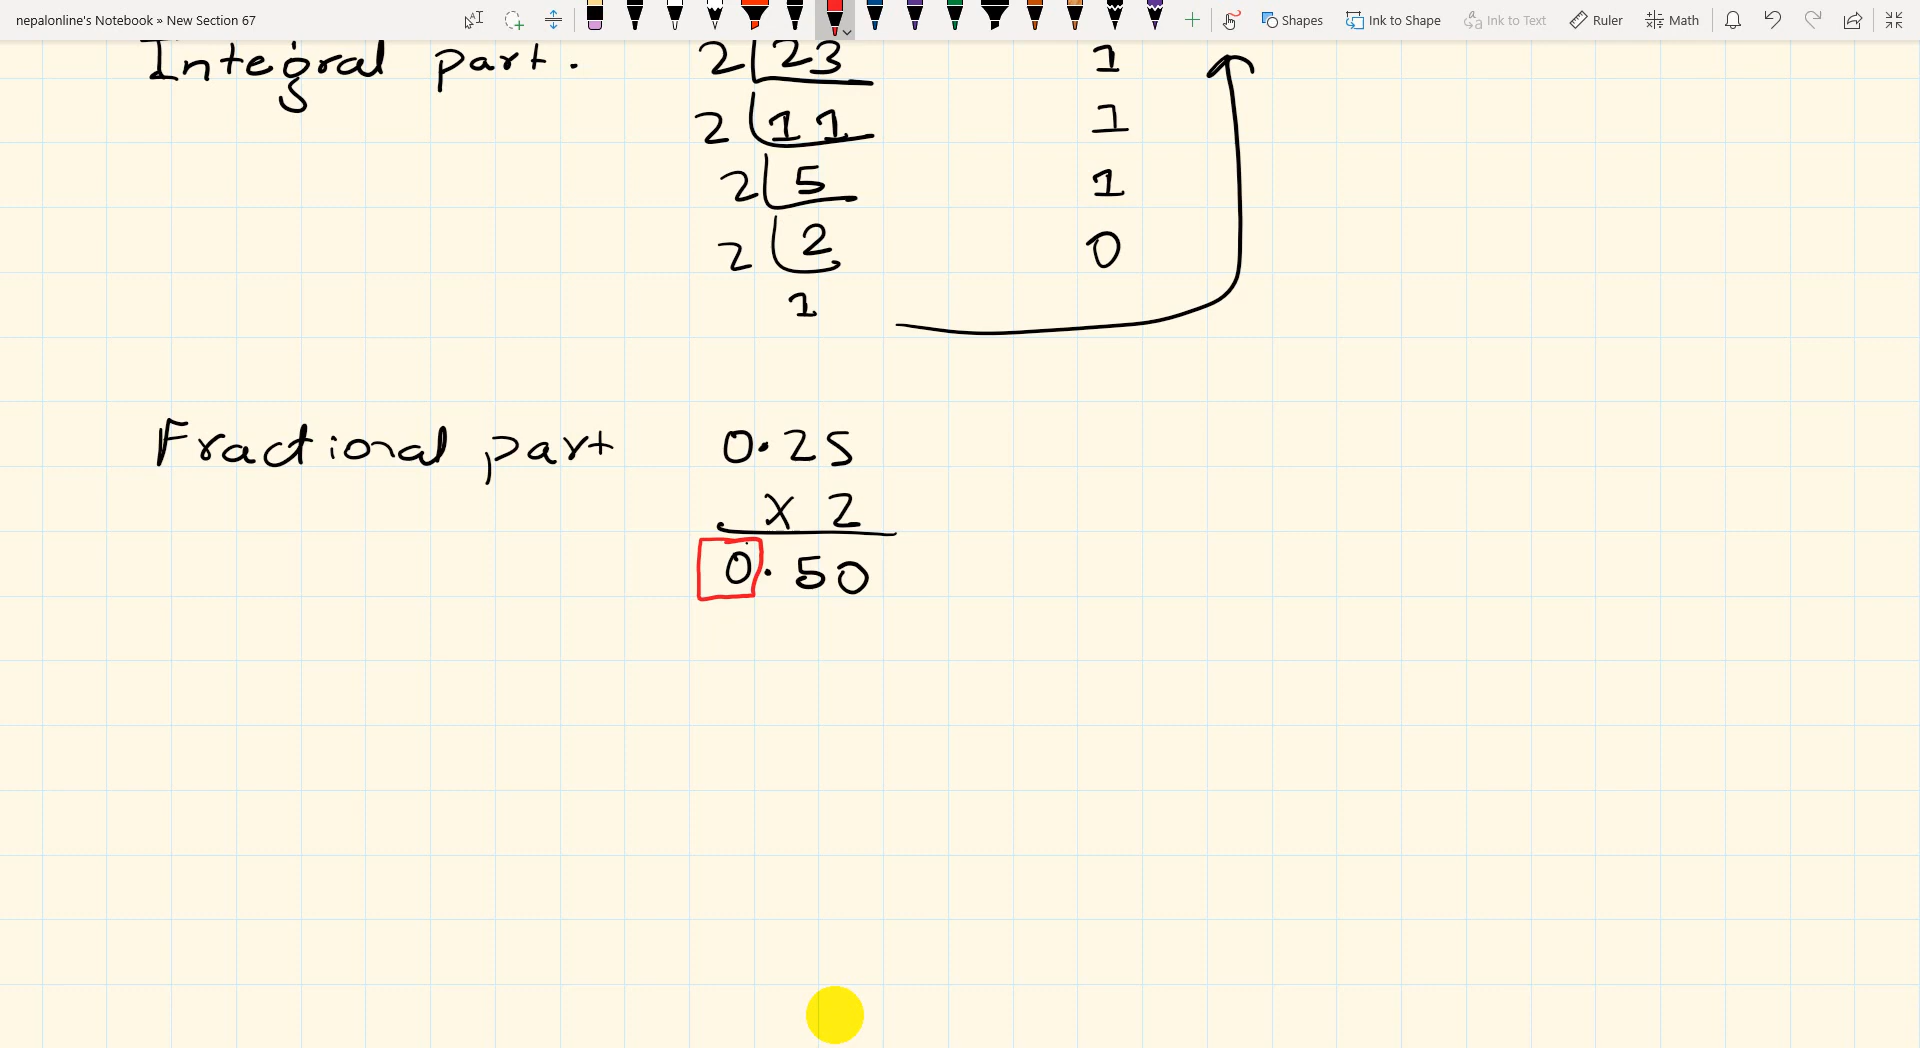 nepalonline's Notebook » New Section 67
Shapes Ink to Shape Ink to Text Ruler Math
Integral part. 2 23 1
2 11 1
2 5 1
2 2 0
1
Fractional part 0.25
x 2
0.50